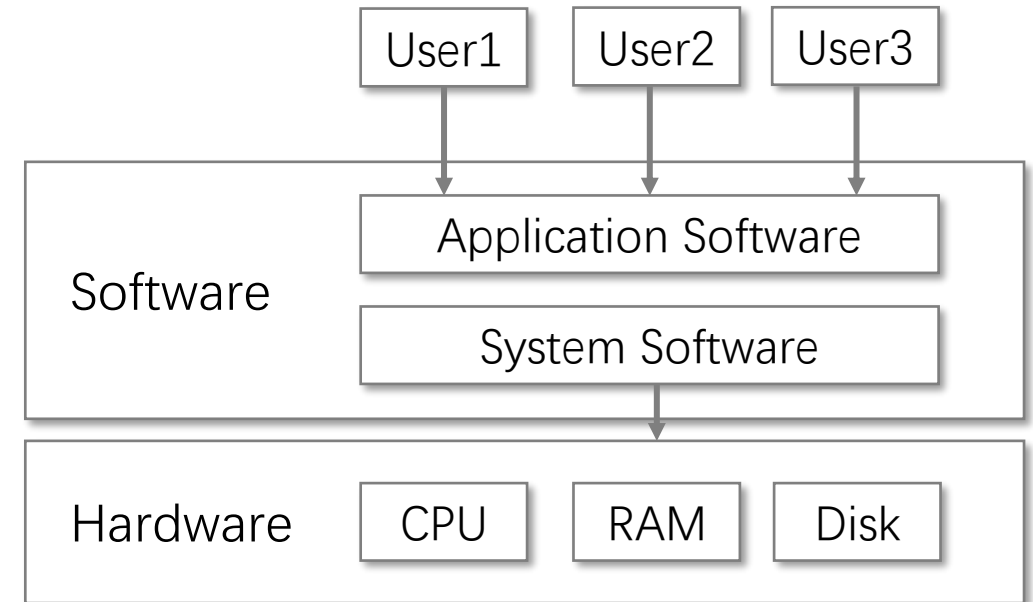 User1
User2
User3
Application Software
Software
System Software
Hardware
CPU
RAM
Disk